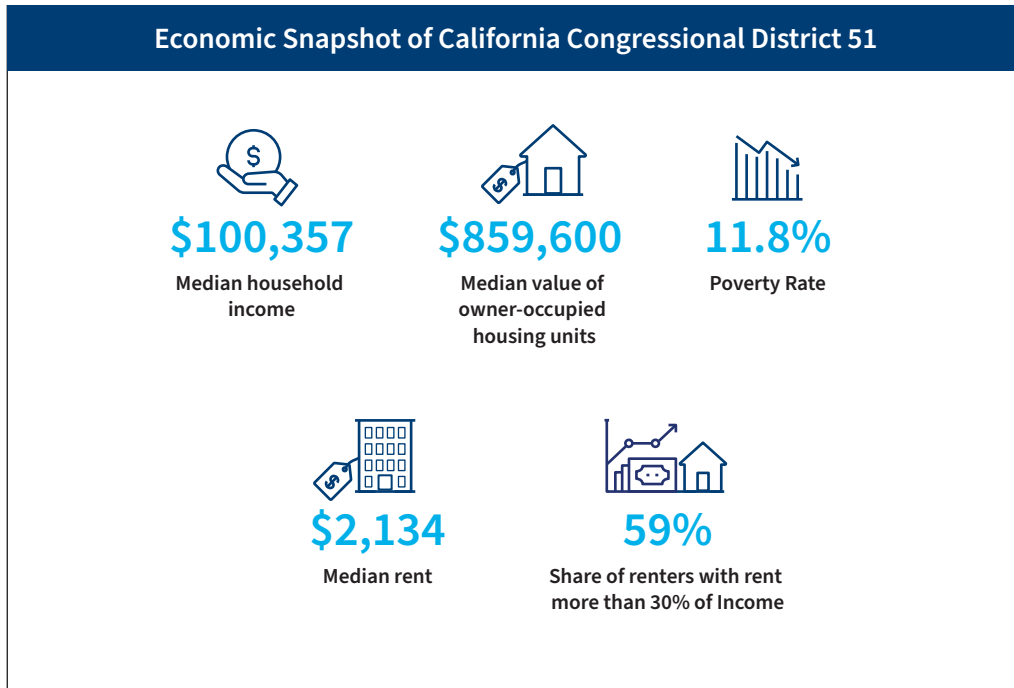 Economic Snapshot of California Congressional District 51
$
$
$100,357
$859,600
11.8%
Median household
income
Median value of
owner-occupied
housing units
Poverty Rate
$
$2,134
59%
Median rent
Share of renters with rent
more than 30% of Income